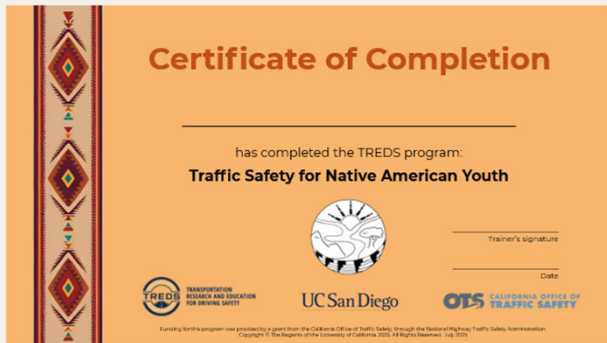 Certificate of Completion
has completed the TREDS program:
Traffic Safety for Native American Youth
Trainer's signature
Date
TREDS
TRANSPORTATION
RESEARCH AND EDUCATION
FOR DRIVING SAFETY
UC San Diego
OTS
CALIFORNIA OFFICE OF
TRAFFIC SAFETY
Funding for this program was provided by a grant from the California Office of Traffic Safety, through the National Highway Traffic Safety Administration.
Copyright © The Regents of the University of California 2025. All Rights Reserved. July 2025